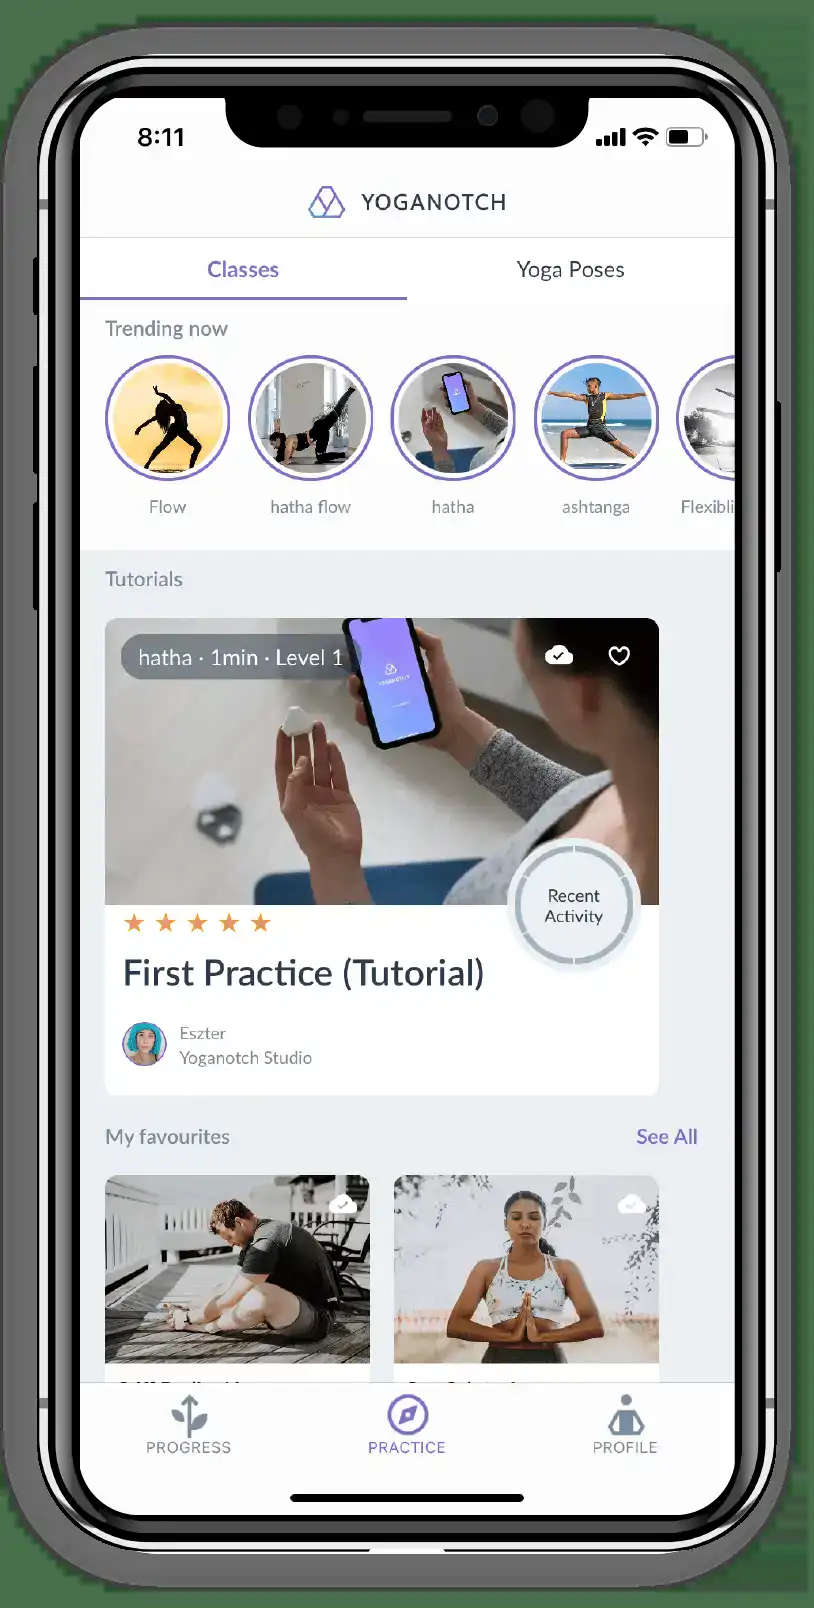 8:11
YOGANOTCH
Classes
Yoga Poses
Trending now
Flow
hatha flow
hatha
ashtanga
Flexibli
Tutorials
hatha · 1min · Level 1
Recent
Activity
First Practice (Tutorial)
Eszter
Yoganotch Studio
My favourites
See All
PROGRESS
PRACTICE
PROFILE